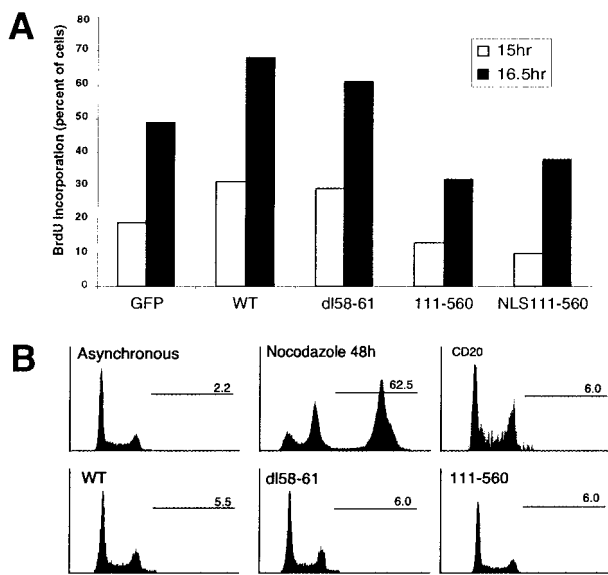 A
BrdU Incorporation (percent of cells)
80
70
60
50
40
30
20
10
0
15hr
16.5hr
GFP WT dl58-61 111-560 NLS111-560
B
Asynchronous
2.2
Nocodazole 48h
62.5
CD20
6.0
WT
5.5
dl58-61
6.0
111-560
6.0